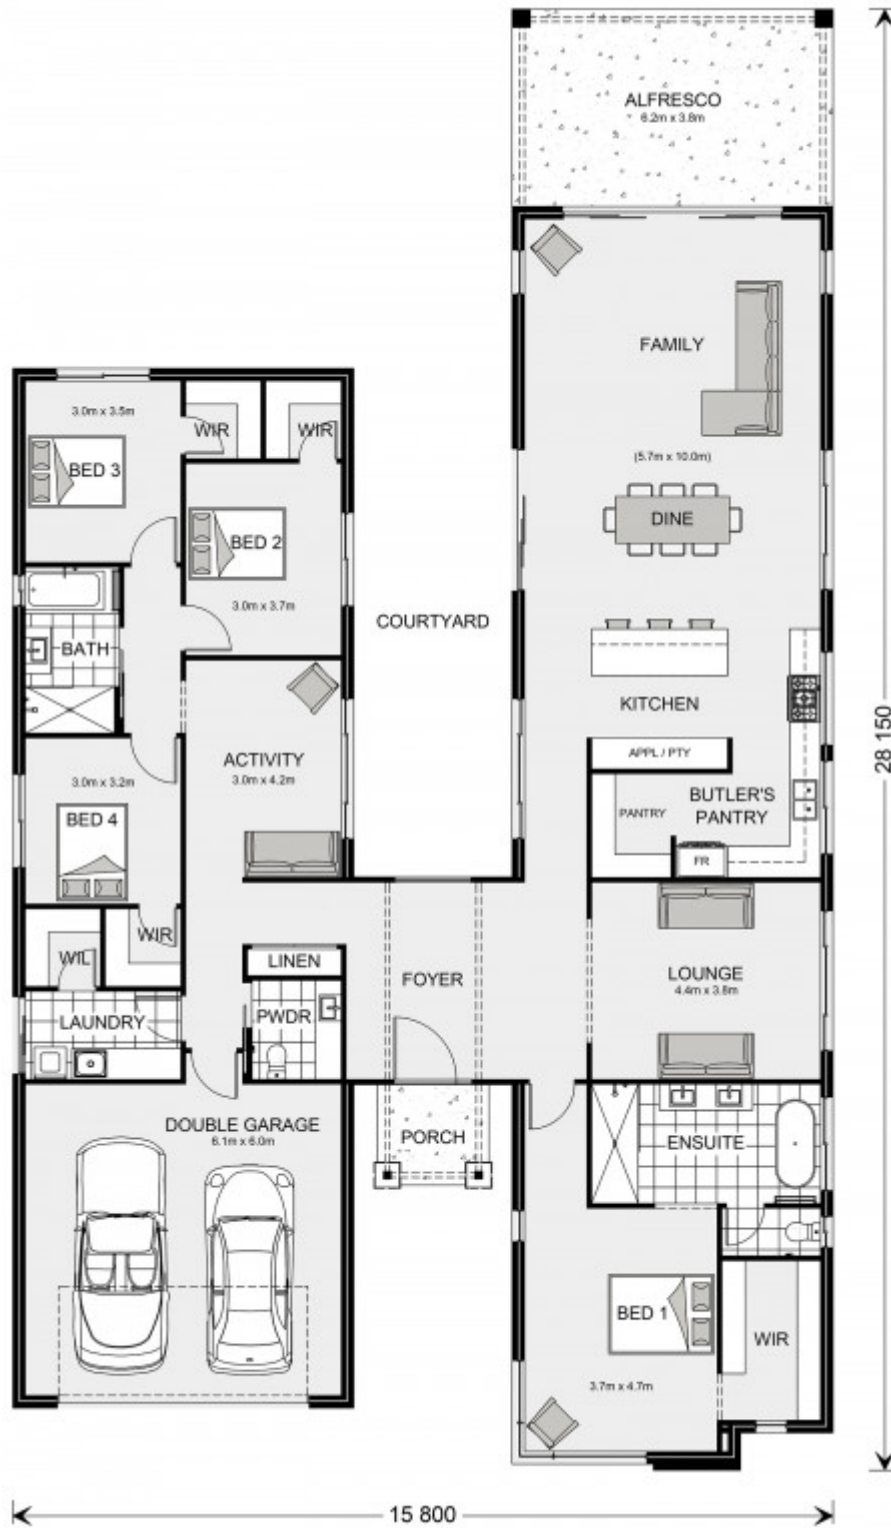 ALFRESCO
6.2m x 3.8m
FAMILY
(5.7m x 10.0m)
DINE
3.0m x 3.5m
WIR
WIR
BED 3
BED 2
3.0m x 3.7m
BATH
COURTYARD
KITCHEN
APPL / PTY
ACTIVITY
3.0m x 4.2m
3.0m x 3.2m
BED 4
BUTLER'S
PANTRY
PANTRY
FR
28 150
WIR
WIL
LINEN
FOYER
LOUNGE
4.4m x 3.8m
LAUNDRY
PWDR
DOUBLE GARAGE
6.1m x 6.0m
PORCH
ENSUITE
BED 1
WIR
3.7m x 4.7m
15 800